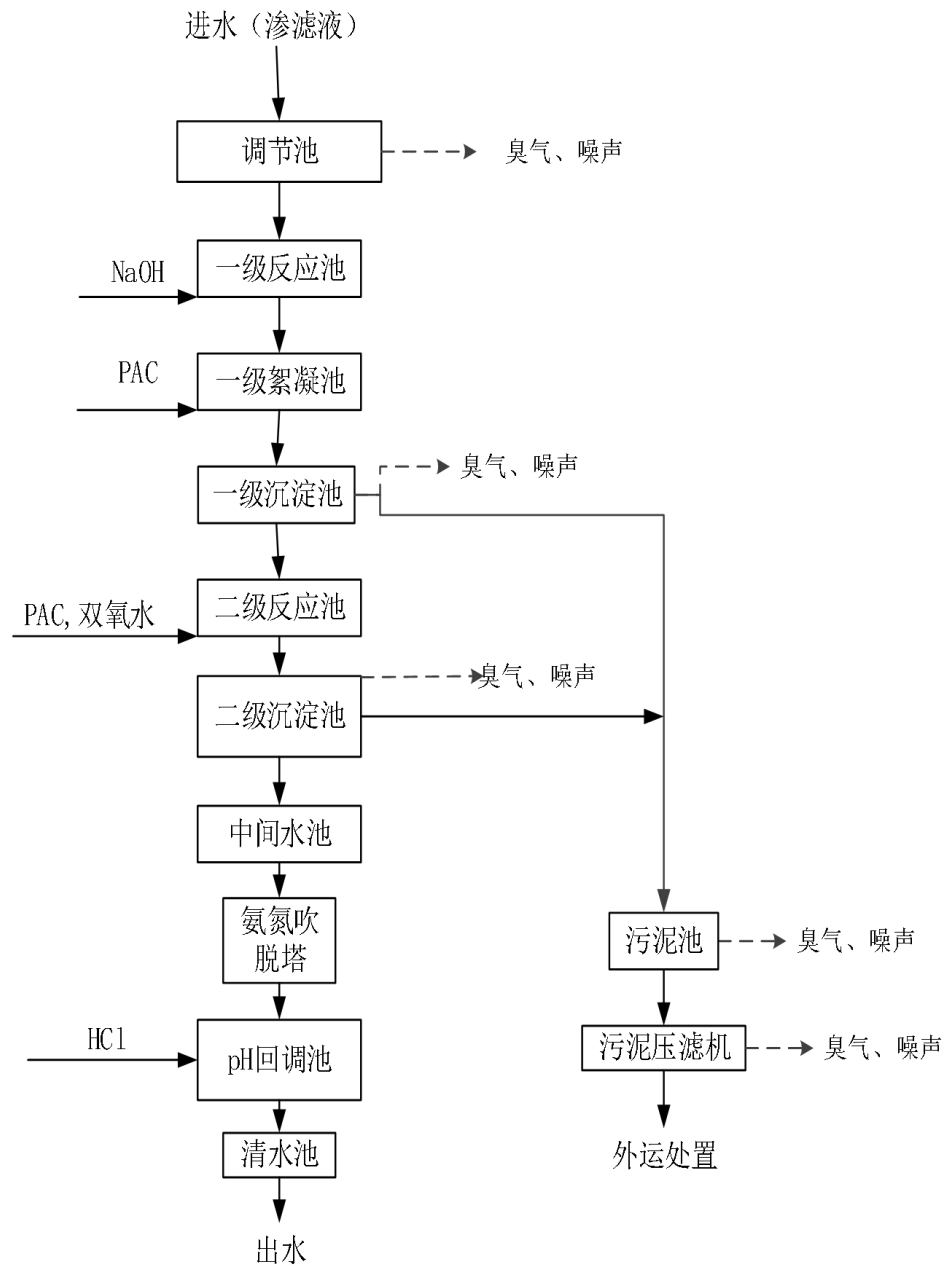 进水（渗滤液）
调节池
臭气、噪声
NaOH
一级反应池
PAC
一级絮凝池
臭气、噪声
一级沉淀池
PAC,双氧水
二级反应池
臭气、噪声
二级沉淀池
中间水池
氨氮吹
脱塔
污泥池
臭气、噪声
HCl
pH回调池
污泥压滤机
臭气、噪声
清水池
外运处置
出水